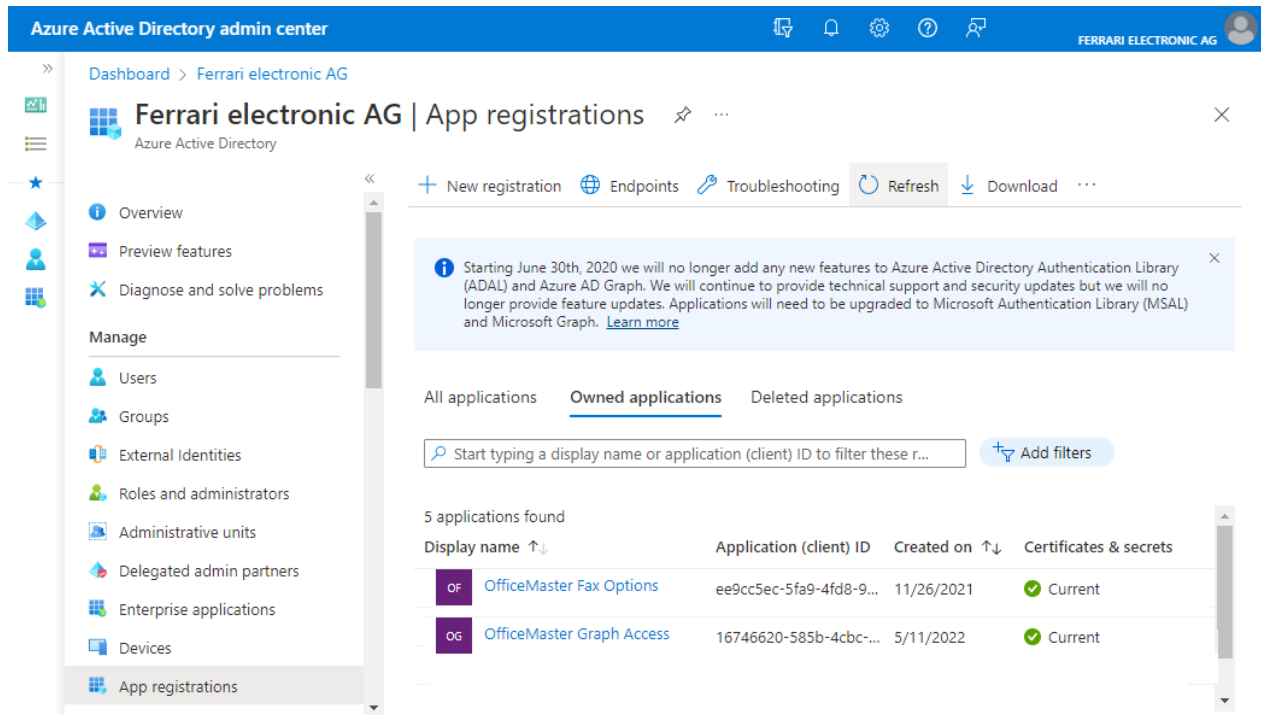 Azure Active Directory admin center
FERRARI ELECTRONIC AG
Dashboard > Ferrari electronic AG
Ferrari electronic AG | App registrations
Azure Active Directory
Overview
Preview features
Diagnose and solve problems
Manage
Users
Groups
External Identities
Roles and administrators
Administrative units
Delegated admin partners
Enterprise applications
Devices
App registrations
New registration Endpoints Troubleshooting Refresh Download ...
Starting June 30th, 2020 we will no longer add any new features to Azure Active Directory Authentication Library
(ADAL) and Azure AD Graph. We will continue to provide technical support and security updates but we will no
longer provide feature updates. Applications will need to be upgraded to Microsoft Authentication Library (MSAL)
and Microsoft Graph. Learn more
All applications Owned applications Deleted applications
Start typing a display name or application (client) ID to filter these r... Add filters
5 applications found
Display name Application (client) ID Created on Certificates & secrets
OF OfficeMaster Fax Options ee9cc5ec-5fa9-4fd8-9... 11/26/2021 Current
OG OfficeMaster Graph Access 16746620-585b-4cbc-... 5/11/2022 Current